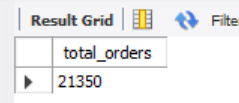 Result Grid Filte
total_orders
21350